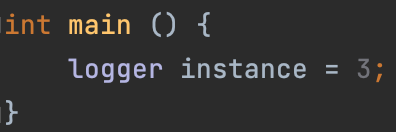 int main () {
    logger instance = 3;
}